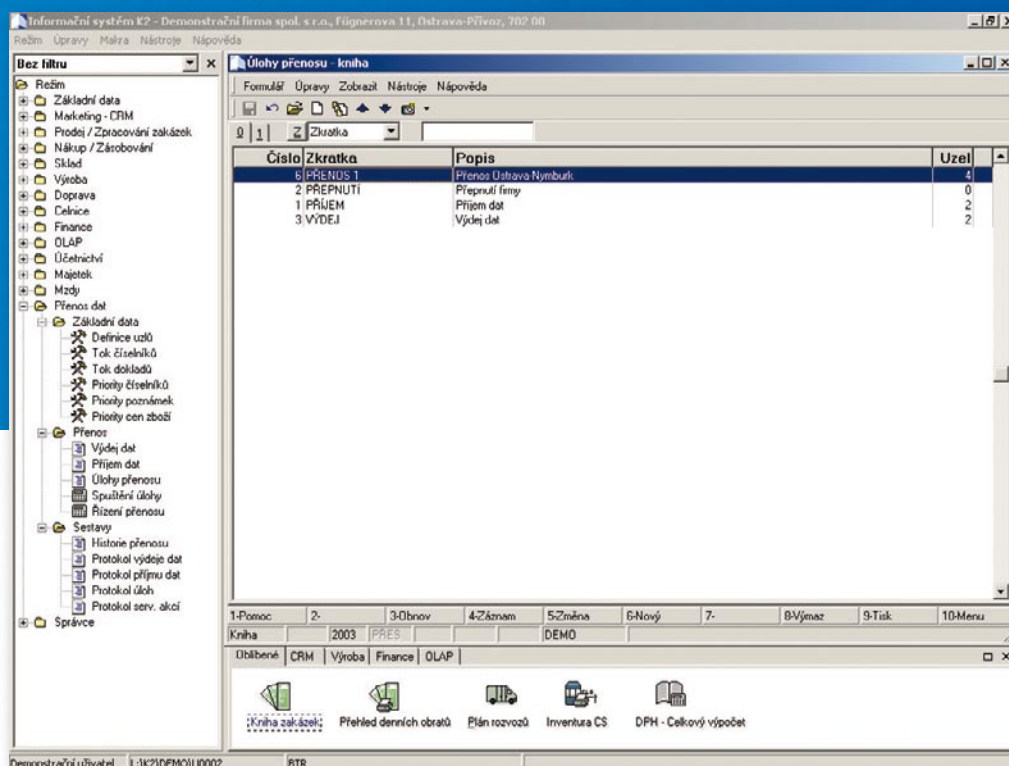 Informační systém K2 - Demonstrační firma spol. s r.o., Fügnerova 11, Ostrava-Přívoz, 702 00
Režim Úpravy Makra Nástroje Nápověda
Bez filtru
Režim
Základní data
Marketing - CRM
Prodej / Zpracování zakázek
Nákup / Zásobování
Sklad
Výroba
Doprava
Celnice
Finance
OLAP
Účetnictví
Majetek
Mzdy
Přenos dat
Základní data
Definice uzlů
Tok číselníků
Tok dokladů
Priority číselníků
Priority poznámek
Priority cen zboží
Přenos
Výdej dat
Příjem dat
Úlohy přenosu
Spuštění úlohy
Řízení přenosu
Sestavy
Historie přenosu
Protokol výdeje dat
Protokol příjmu dat
Protokol úloh
Protokol serv. akcí
Správce
Úlohy přenosu - kniha
Formulář Úpravy Zobrazit Nástroje Nápověda
0 1 Z Zkratka
Číslo Zkratka Popis Uzel
6 PŘENOS 1 Přenos Ostrava-Nymburk 4
2 PŘEPNUTÍ Přepnutí firmy 0
1 PŘÍJEM Příjem dat 2
3 VÝDEJ Výdej dat 2
1-Pomoc 2- 3-Obnov 4-Záznam 5-Změna 6-Nový 7- 8-Výmaz 9-Tisk 10-Menu
Kniha 2003 PŘES DEMO
Oblíbené CRM Výroba Finance OLAP
Kniha zakázek Přehled denních obratů Plán rozvozů Inventura CS DPH - Celkový výpočet
Demonstrační uživatel L:\K2\DEMO\U0002 BTR